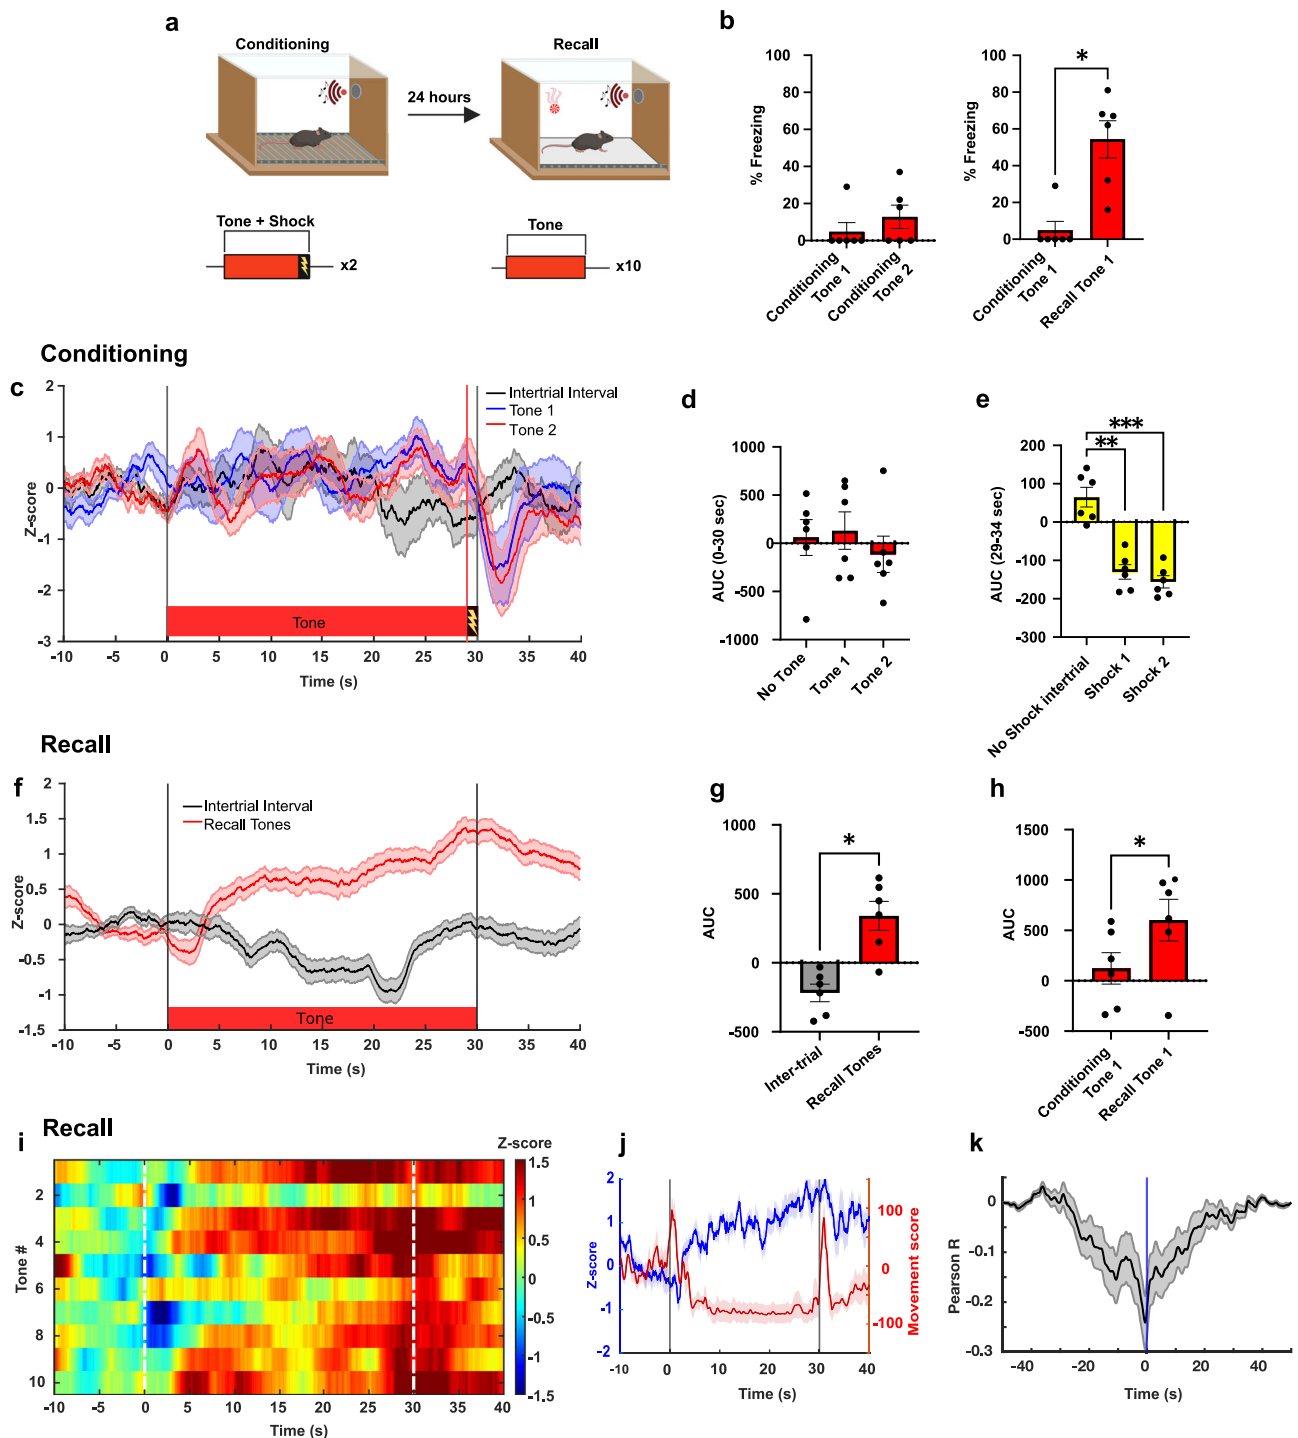 a
Conditioning
Recall
24 hours
Tone + Shock
x2
Tone
x10
b
% Freezing
80
60
40
20
0
Conditioning
Tone 1
Conditioning
Tone 2
% Freezing
100
80
60
40
20
0
Conditioning
Tone 1
Recall Tone 1
*
Conditioning
c
Z-score
2
1
0
-1
-2
-3
Intertrial Interval
Tone 1
Tone 2
Tone
-10 -5 0 5 10 15 20 25 30 35 40
Time (s)
d
AUC (0-30 sec)
1000
500
0
-500
-1000
No Tone
Tone 1
Tone 2
e
AUC (29-34 sec)
200
100
0
-100
-200
-300
***
**
No Shock intertrial
Shock 1
Shock 2
Recall
f
Z-score
2
1.5
1
0.5
0
-0.5
-1
-1.5
Intertrial Interval
Recall Tones
Tone
-10 -5 0 5 10 15 20 25 30 35 40
Time (s)
g
AUC
1000
500
0
-500
*
Inter-trial
Recall Tones
h
AUC
1500
1000
500
0
-500
*
Conditioning
Tone 1
Recall Tone 1
Recall
i
Tone #
2
4
6
8
10
-10 -5 0 5 10 15 20 25 30 35 40
Time (s)
Z-score
1.5
1
0.5
0
-0.5
-1
-1.5
j
Z-score
2
1
0
-1
-2
-10 0 10 20 30 40
Time (s)
Movement score
100
0
-100
k
Pearson R
0
-0.1
-0.2
-0.3
-40 -20 0 20 40
Time (s)